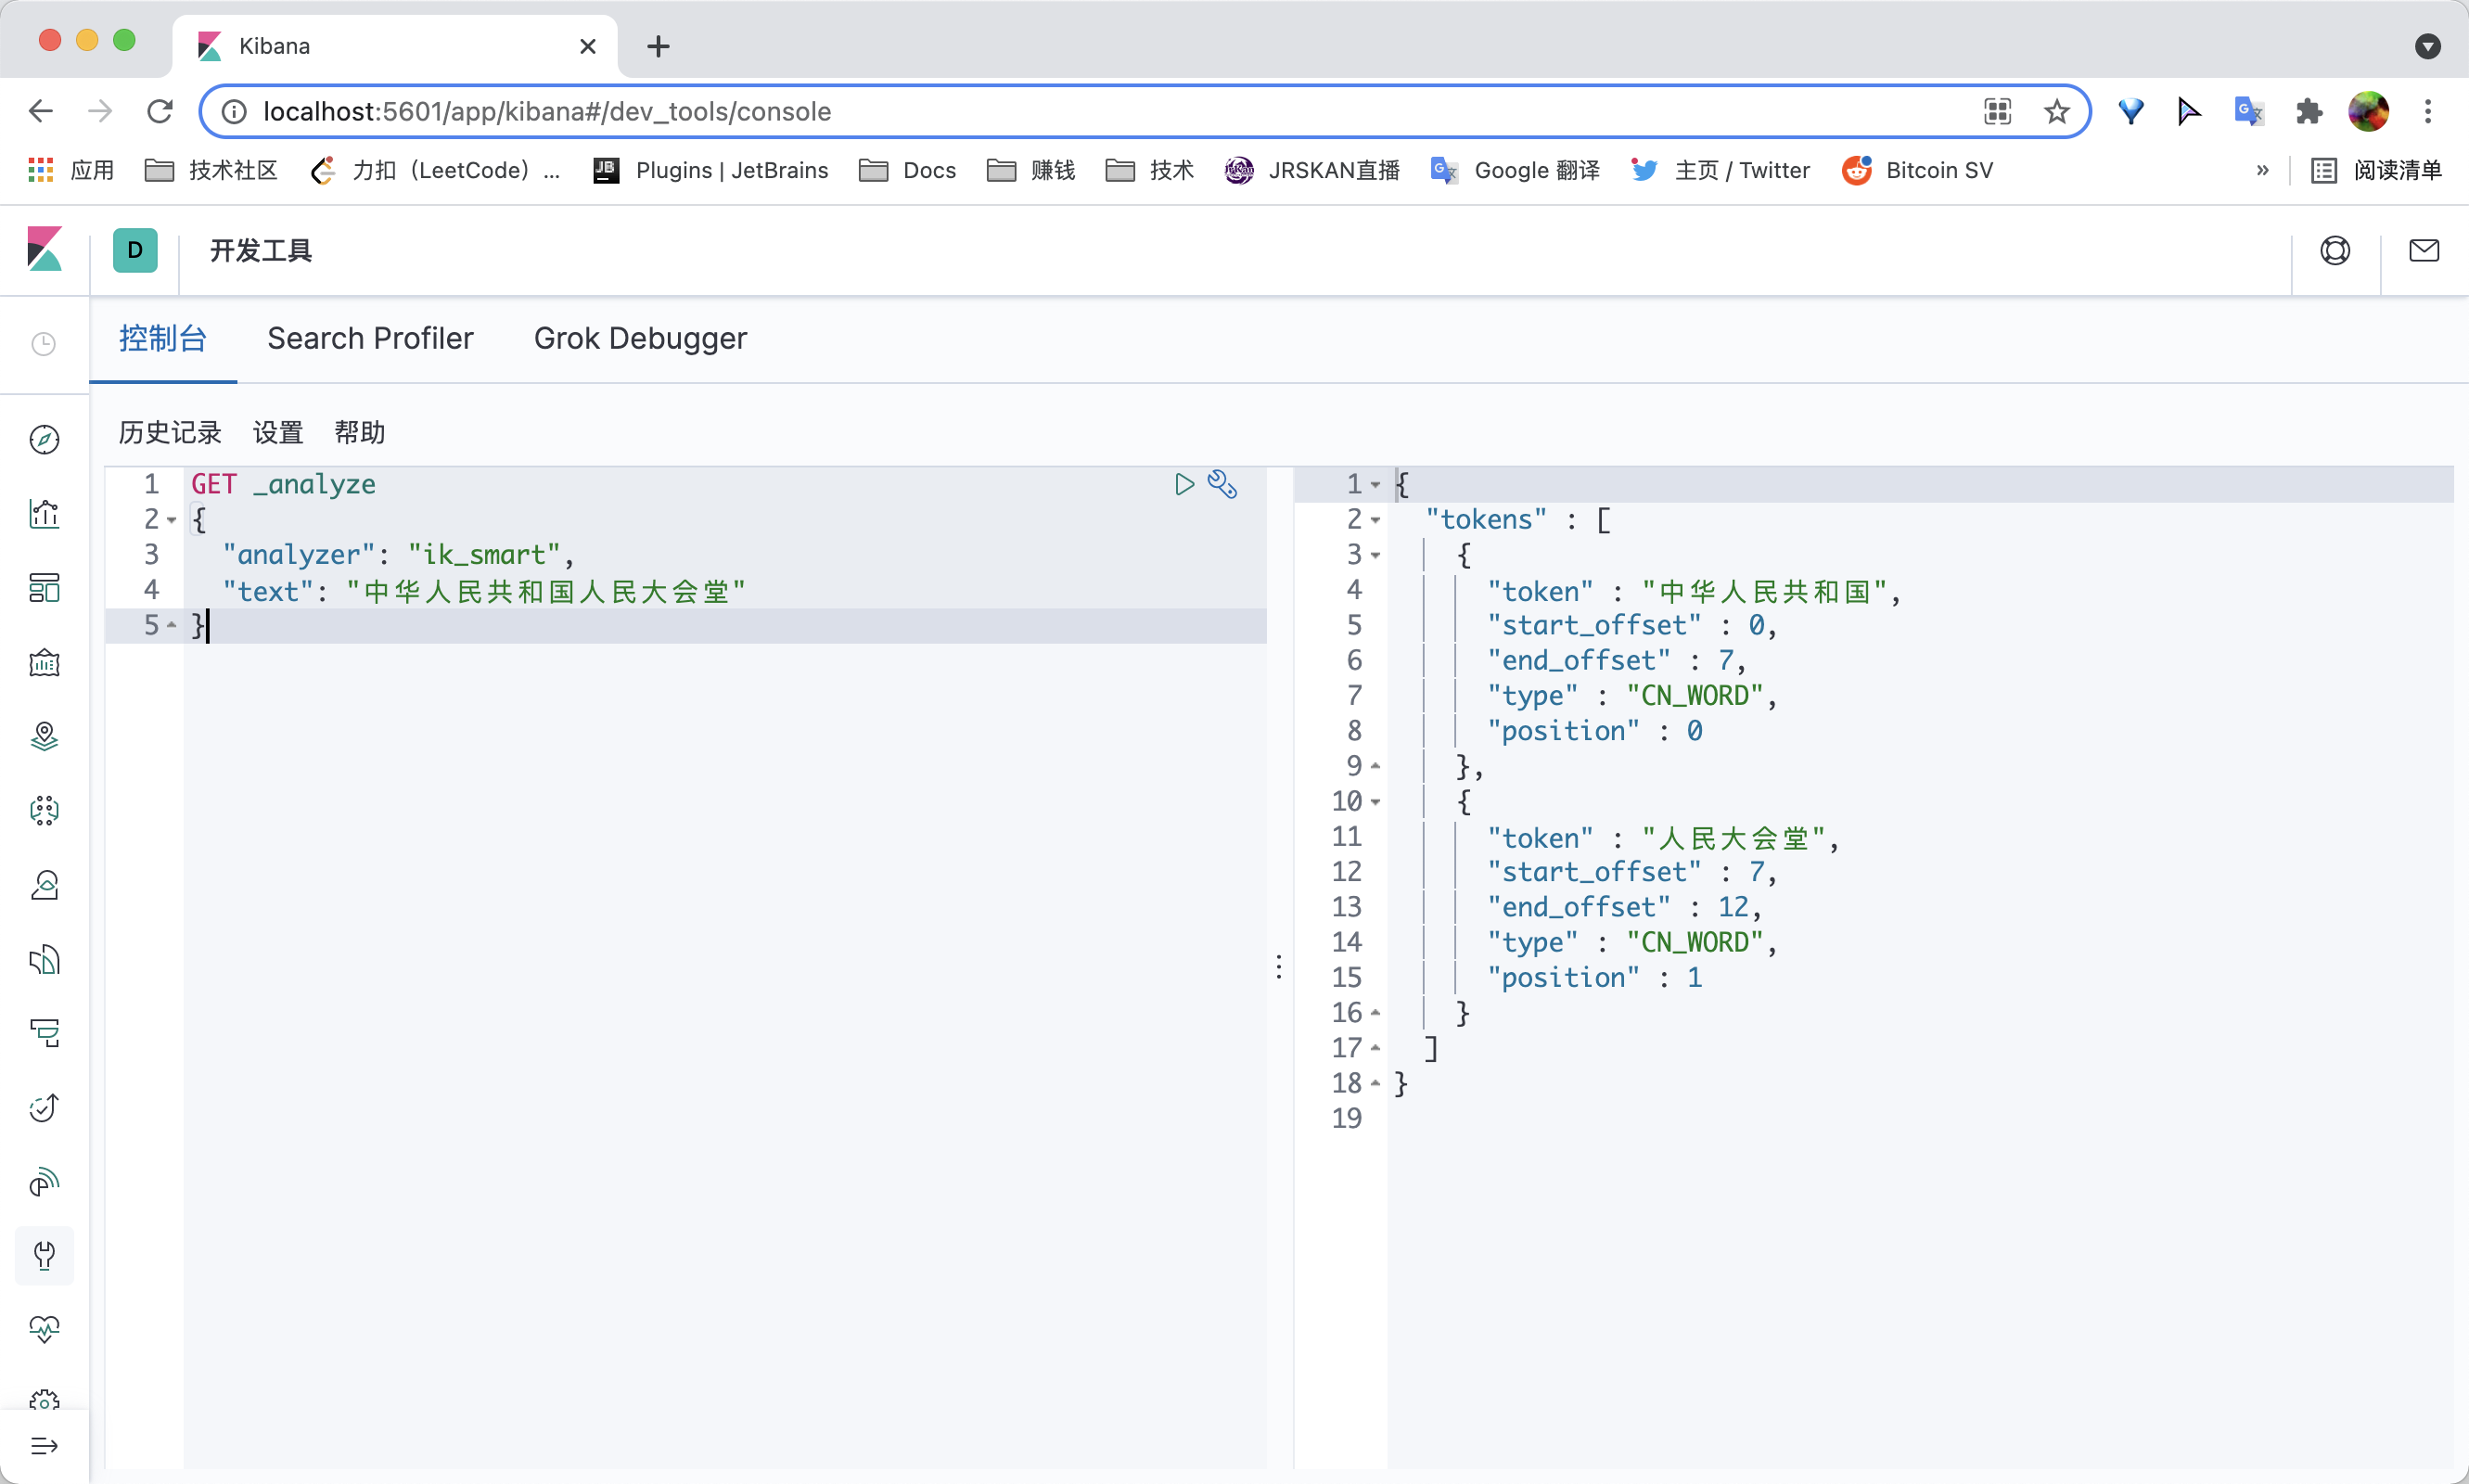 Kibana
localhost:5601/app/kibana#/dev_tools/console
应用 技术社区 力扣（LeetCode）... Plugins | JetBrains Docs 赚钱 技术 JRSKAN直播 Google 翻译 主页 / Twitter Bitcoin SV » 阅读清单
D 开发工具
控制台 Search Profiler Grok Debugger
历史记录 设置 帮助
1 GET _analyze
2 {
3 "analyzer": "ik_smart",
4 "text": "中华人民共和国人民大会堂"
5 }
1 {
2 "tokens" : [
3 {
4 "token" : "中华人民共和国",
5 "start_offset" : 0,
6 "end_offset" : 7,
7 "type" : "CN_WORD",
8 "position" : 0
9 },
10 {
11 "token" : "人民大会堂",
12 "start_offset" : 7,
13 "end_offset" : 12,
14 "type" : "CN_WORD",
15 "position" : 1
16 }
17 ]
18 }
19